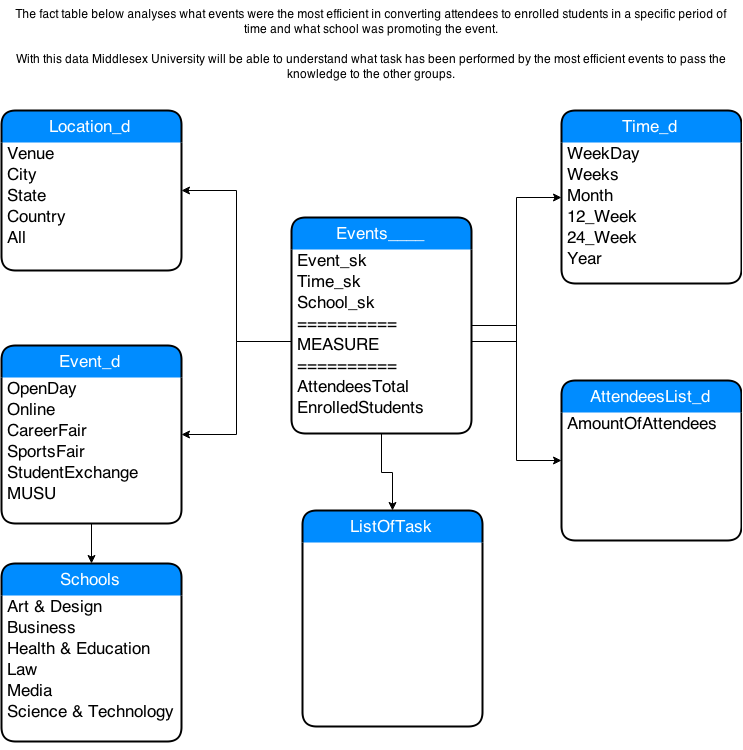 The fact table below analyses what events were the most efficient in converting attendees to enrolled students in a specific period of
time and what school was promoting the event.
With this data Middlesex University will be able to understand what task has been performed by the most efficient events to pass the
knowledge to the other groups.
Location_d
Venue
City
State
Country
All
Time_d
WeekDay
Weeks
Month
12_Week
24_Week
Year
Events____
Event_sk
Time_sk
School_sk
==========
MEASURE
==========
AttendeesTotal
EnrolledStudents
Event_d
OpenDay
Online
CareerFair
SportsFair
StudentExchange
MUSU
AttendeesList_d
AmountOfAttendees
ListOfTask
Schools
Art & Design
Business
Health & Education
Law
Media
Science & Technology